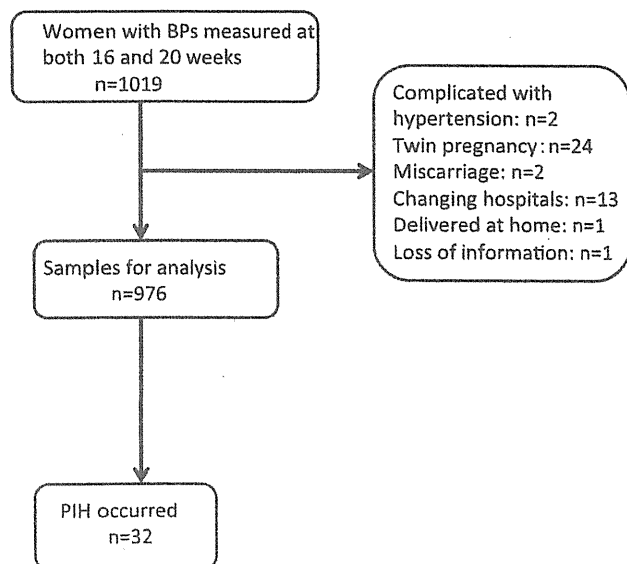 Women with BPs measured at
both 16 and 20 weeks
n=1019
Complicated with
hypertension: n=2
Twin pregnancy: n=24
Miscarriage: n=2
Changing hospitals: n=13
Delivered at home: n=1
Loss of information: n=1
Samples for analysis
n=976
PIH occurred
n=32